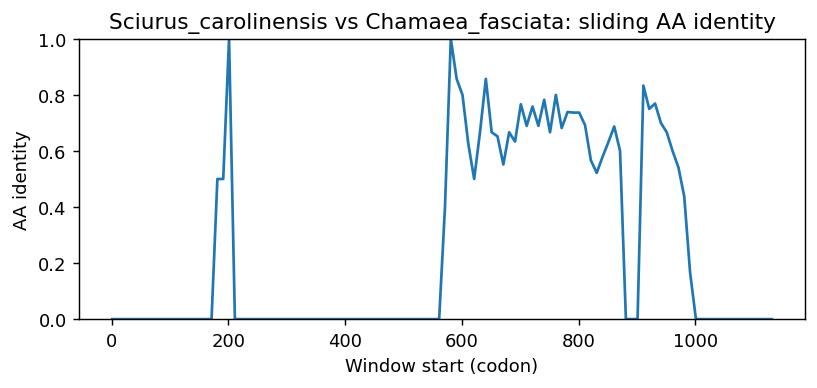 Sciurus_carolinensis vs Chamaea_fasciata: sliding AA identity
1.0
0.8
0.6
0.4
0.2
0.0
AA identity
0 200 400 600 800 1000
Window start (codon)